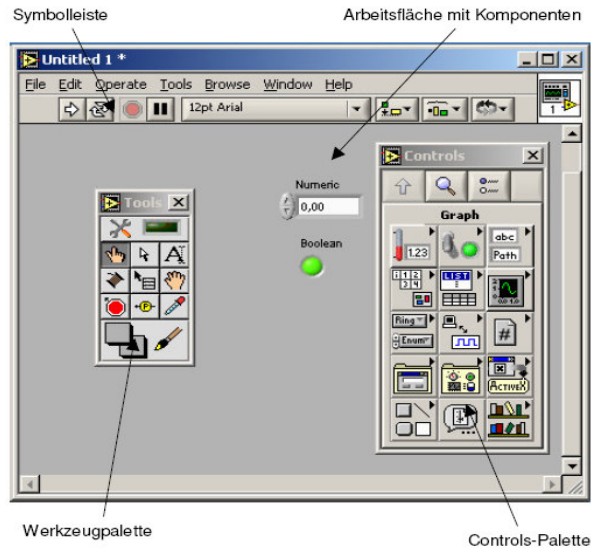 Symbolleiste
Arbeitsfläche mit Komponenten
Untitled 1 *
File Edit Operate Tools Browse Window Help
12pt Arial
1
Tools
Numeric
0,00
Boolean
Controls
Graph
1.23
abc
Path
Ring
Enum
#
ActiveX
Werkzeugpalette
Controls-Palette